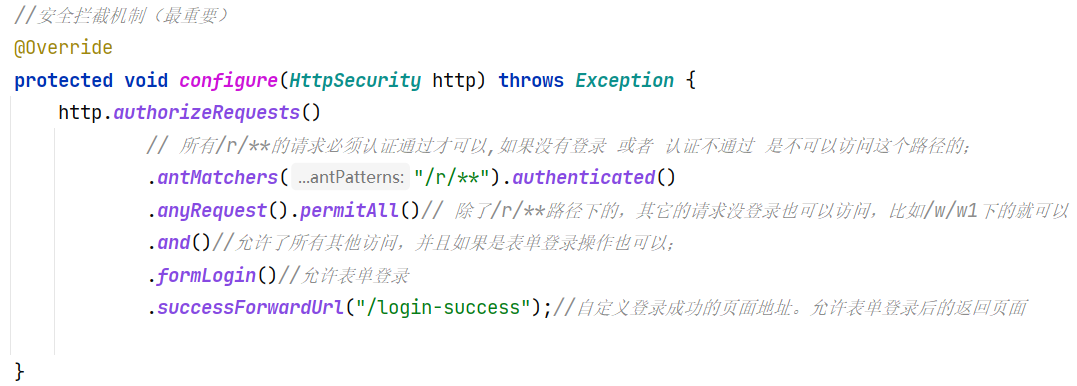 //安全拦截机制（最重要）
@Override
protected void configure(HttpSecurity http) throws Exception {
http.authorizeRequests()
// 所有/r/**的请求必须认证通过才可以,如果没有登录 或者 认证不通过 是不可以访问这个路径的;
.antMatchers( ...antPatterns: "/r/**").authenticated()
.anyRequest().permitAll()// 除了/r/**路径下的，其它的请求没登录也可以访问，比如/w/w1下的就可以
.and()//允许了所有其他访问，并且如果是表单登录操作也可以;
.formLogin()//允许表单登录
.successForwardUrl("/login-success");//自定义登录成功的页面地址。允许表单登录后的返回页面
}